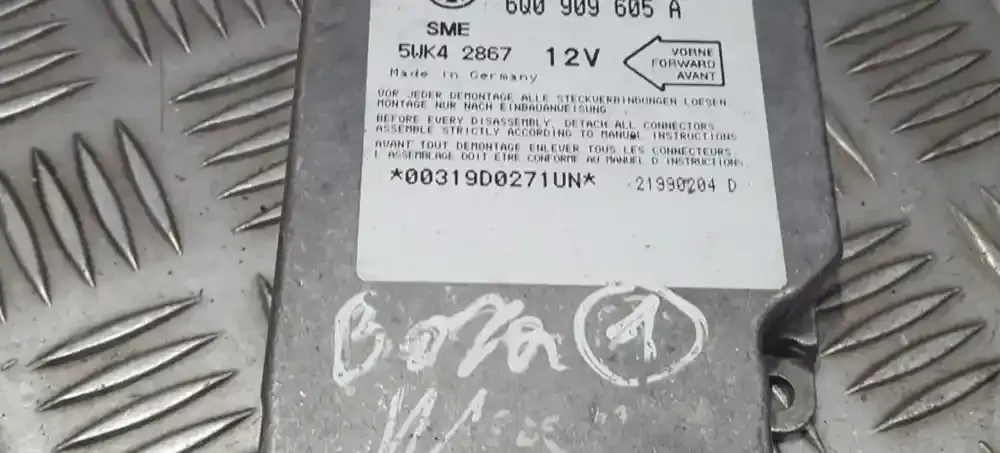 6Q0 909 605 A
SME
5WK4 2867 12V
VORNE
FORWARD
AVANT
Made in Germany
VOR JEDER DEMONTAGE ALLE STECKVERBINDUNGEN LOESEN
MONTAGE NUR NACH EINBAUANWEISUNG
BEFORE EVERY DISASSEMBLY, DETACH ALL CONNECTORS
ASSEMBLE STRICTLY ACCORDING TO MANUAL INSTRUCTIONS
AVANT TOUT DEMONTAGE ENLEVER TOUS LES CONNECTEURS
L ASSEMBLAGE DOIT ETRE CONFORME AU MANUEL D INSTRUCTIONS
*00319D0271UN* 21990204 D
Bora 1